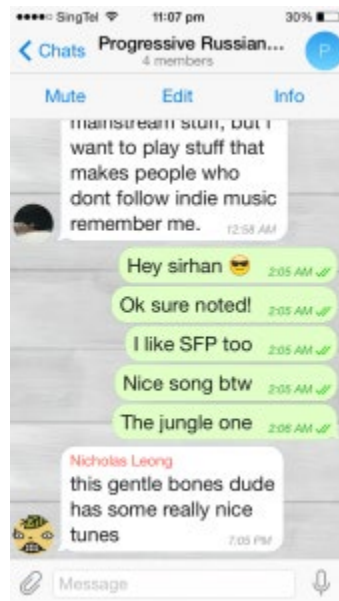 SingTel 11:07 pm 30%
Chats Progressive Russian... P
4 members
Mute Edit Info
mainstream stuff, but I
want to play stuff that
makes people who
dont follow indie music
remember me. 12:58 AM
Hey sirhan 😎 2:05 AM
Ok sure noted! 2:05 AM
I like SFP too 2:05 AM
Nice song btw 2:05 AM
The jungle one 2:06 AM
Nicholas Leong
this gentle bones dude
has some really nice
tunes 7:05 PM
Message